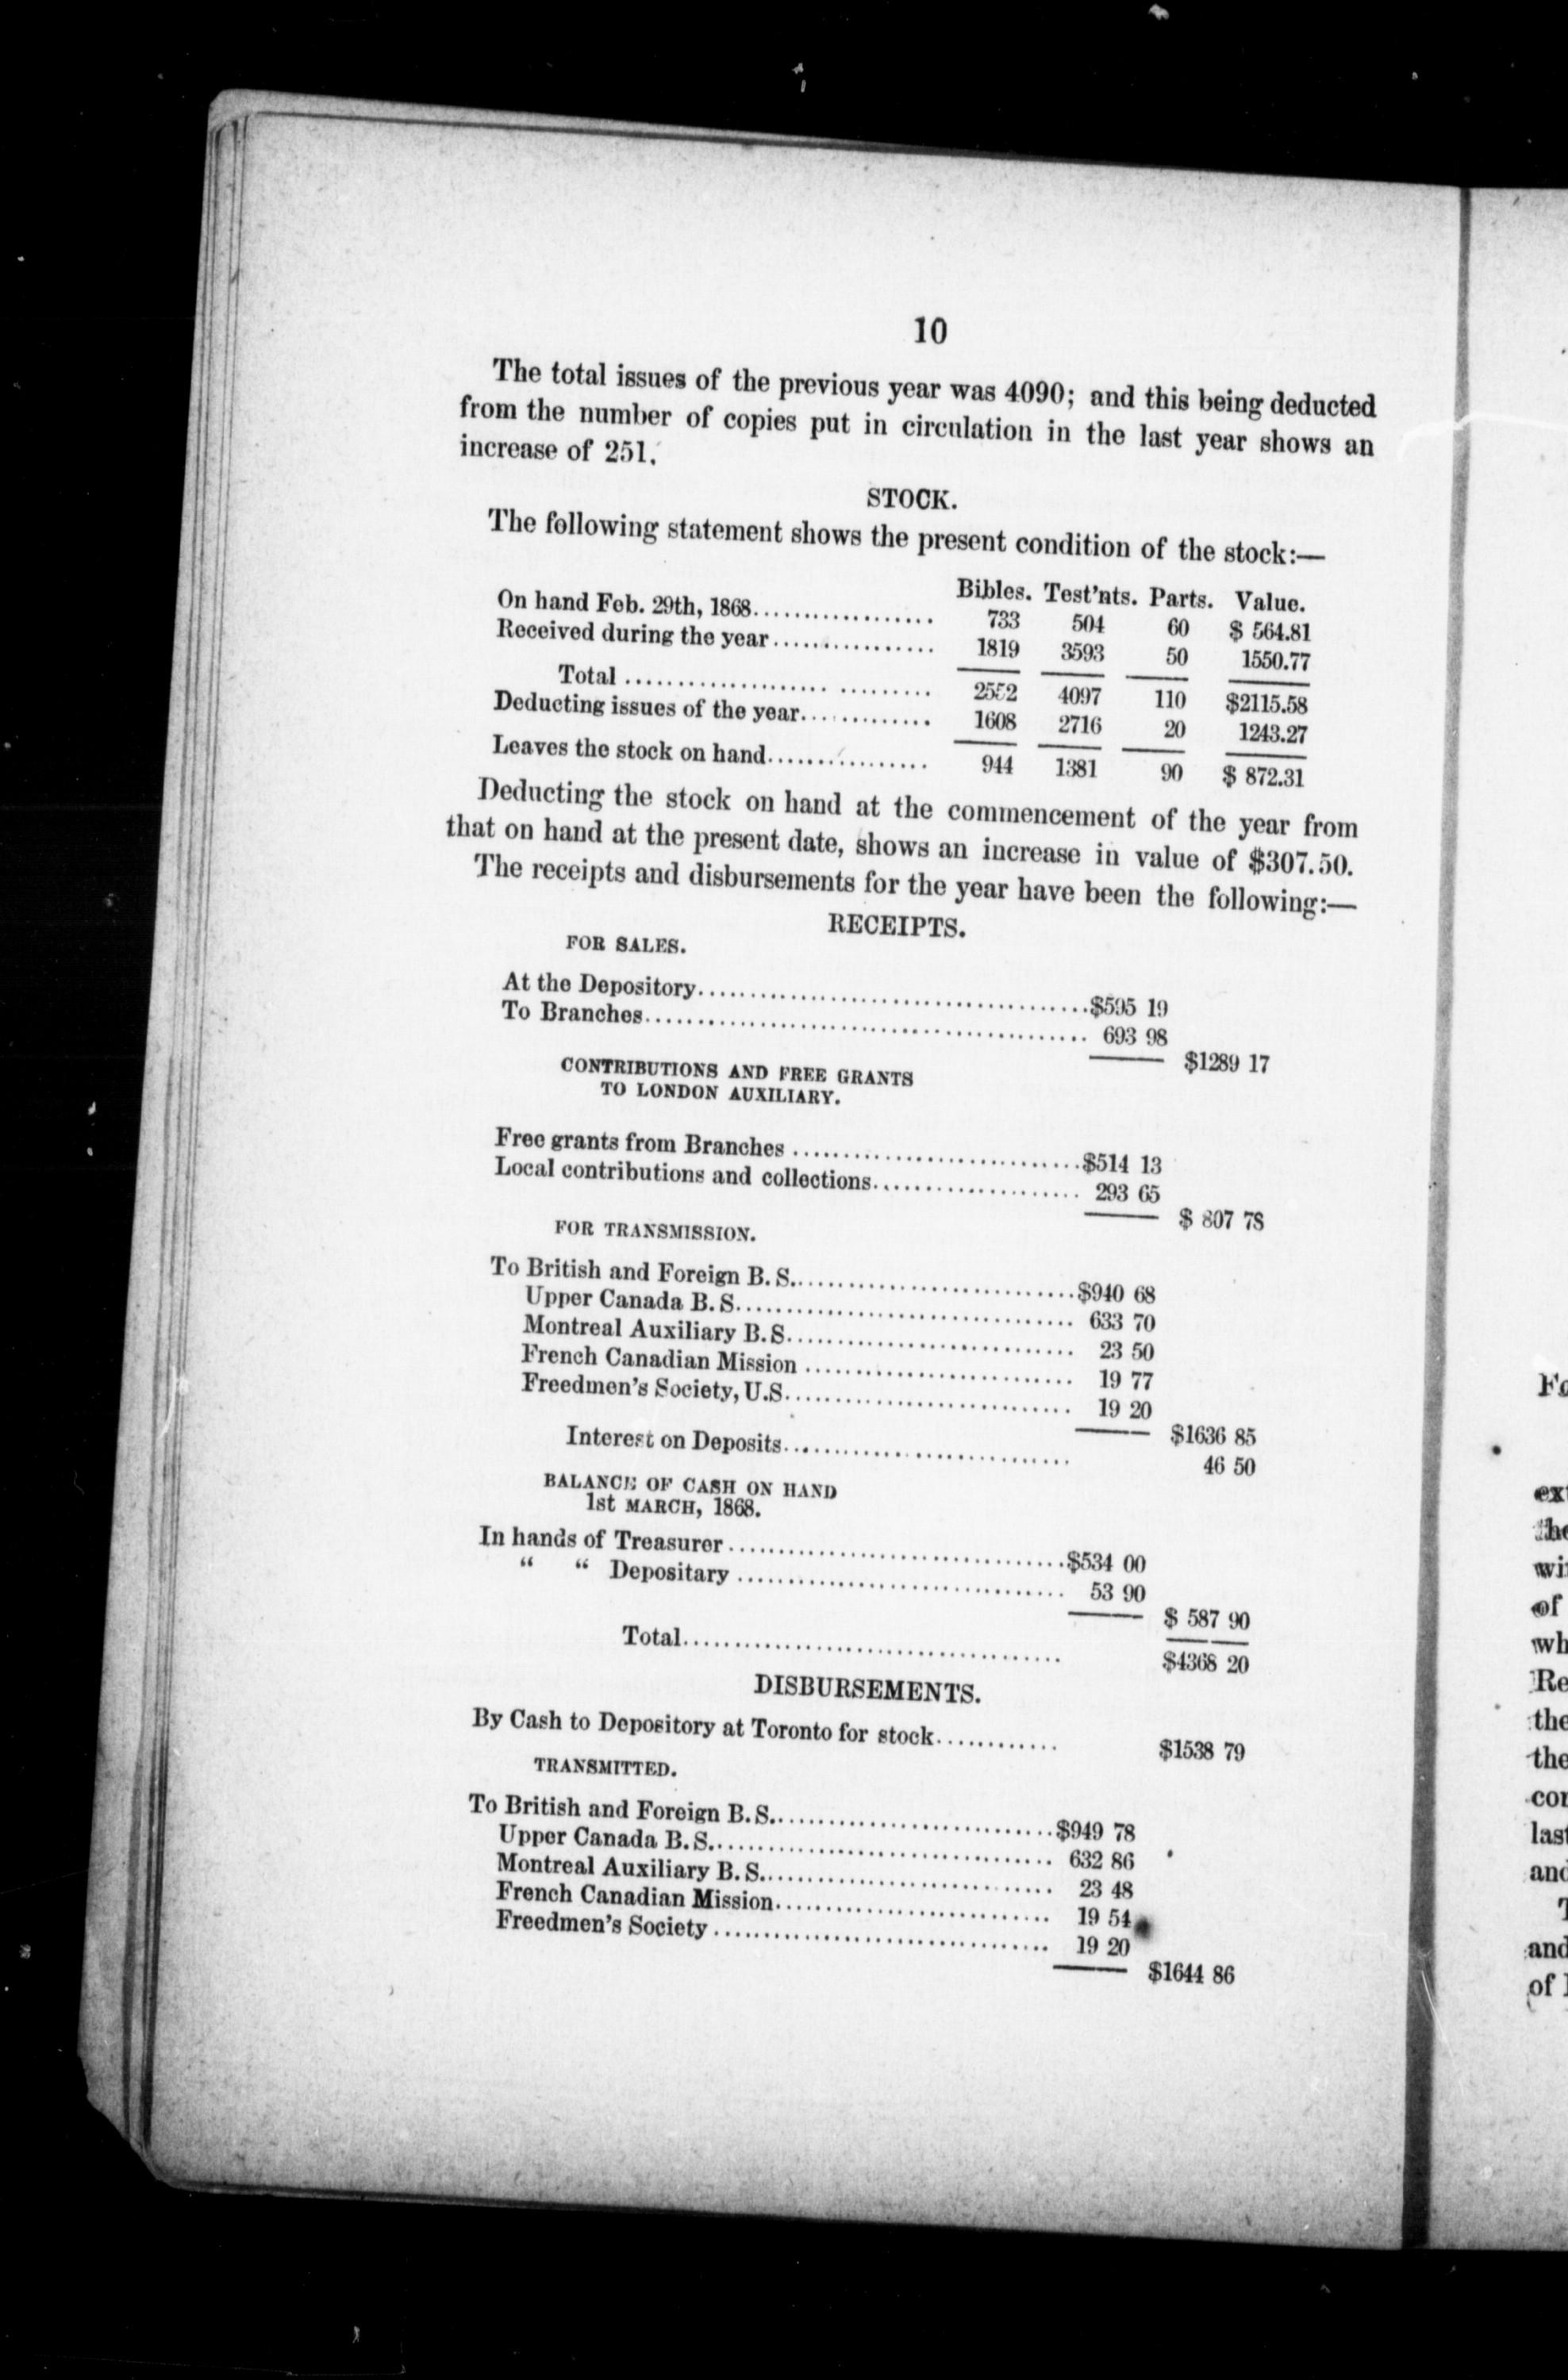 10
The total issues of the previous year was 4090; and this being deducted
from the number of copies put in circulation in the last year shows an
increase of 251.
STOCK.
The following statement shows the present condition of the stock:—
Bibles. Test'nts. Parts. Value.
On hand Feb. 29th, 1868.................. 733 504 60 $ 564.81
Received during the year................ 1819 3593 50 1550.77
Total ............................. 2552 4097 110 $2115.58
Deducting issues of the year............. 1608 2716 20 1243.27
Leaves the stock on hand................ 944 1381 90 $ 872.31
Deducting the stock on hand at the commencement of the year from
that on hand at the present date, shows an increase in value of $307.50.
The receipts and disbursements for the year have been the following:—
RECEIPTS.
FOR SALES.
At the Depository......................................$595 19
To Branches........................................... 693 98
$1289 17
CONTRIBUTIONS AND FREE GRANTS
TO LONDON AUXILIARY.
Free grants from Branches ............................$514 13
Local contributions and collections.................... 293 65
$ 807 78
FOR TRANSMISSION.
To British and Foreign B. S............................$940 68
Upper Canada B. S................................. 633 70
Montreal Auxiliary B. S............................ 23 50
French Canadian Mission .......................... 19 77
Freedmen's Society, U.S............................ 19 20
$1636 85
Interest on Deposits............................ 46 50
BALANCE OF CASH ON HAND
1st MARCH, 1868.
In hands of Treasurer.................................$534 00
" " Depositary ................................ 53 90
$ 587 90
Total..................................... $4368 20
DISBURSEMENTS.
By Cash to Depository at Toronto for stock............ $1538 79
TRANSMITTED.
To British and Foreign B. S............................$949 78
Upper Canada B. S................................. 632 86
Montreal Auxiliary B. S............................ 23 48
French Canadian Mission........................... 19 54
Freedmen's Society................................. 19 20
$1644 86